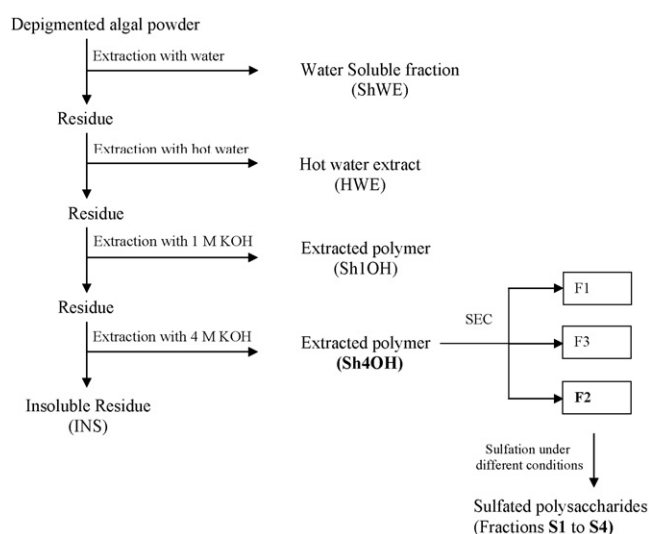 Depigmented algal powder
Extraction with water
Water Soluble fraction
(ShWE)
Residue
Extraction with hot water
Hot water extract
(HWE)
Residue
Extraction with 1 M KOH
Extracted polymer
(Sh1OH)
Residue
Extraction with 4 M KOH
Extracted polymer
(Sh4OH)
SEC
F1
F3
F2
Insoluble Residue
(INS)
Sulfation under
different conditions
Sulfated polysaccharides
(Fractions S1 to S4)